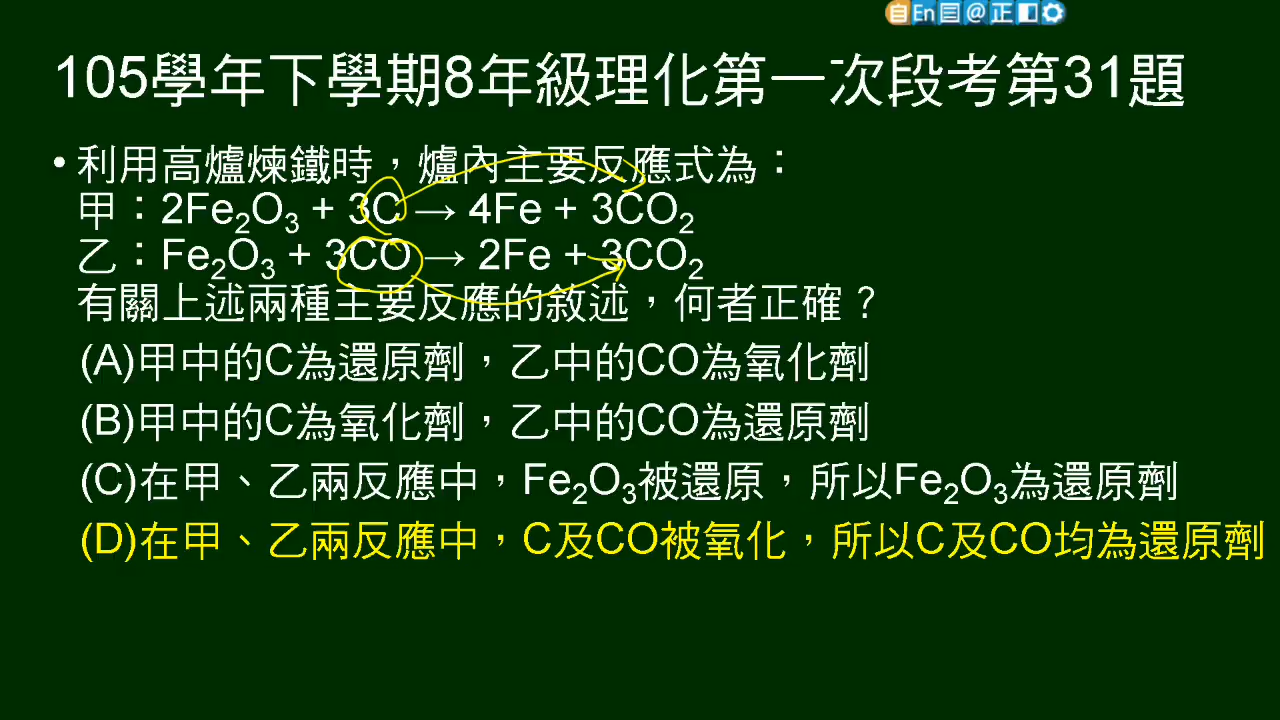 自 En @ 正
105學年下學期8年級理化第一次段考第31題
• 利用高爐煉鐵時，爐內主要反應式為：
甲：2Fe₂O₃ + 3C → 4Fe + 3CO₂
乙：Fe₂O₃ + 3CO → 2Fe + 3CO₂
有關上述兩種主要反應的敘述，何者正確？
(A)甲中的C為還原劑，乙中的CO為氧化劑
(B)甲中的C為氧化劑，乙中的CO為還原劑
(C)在甲、乙兩反應中，Fe₂O₃被還原，所以Fe₂O₃為還原劑
(D)在甲、乙兩反應中，C及CO被氧化，所以C及CO均為還原劑